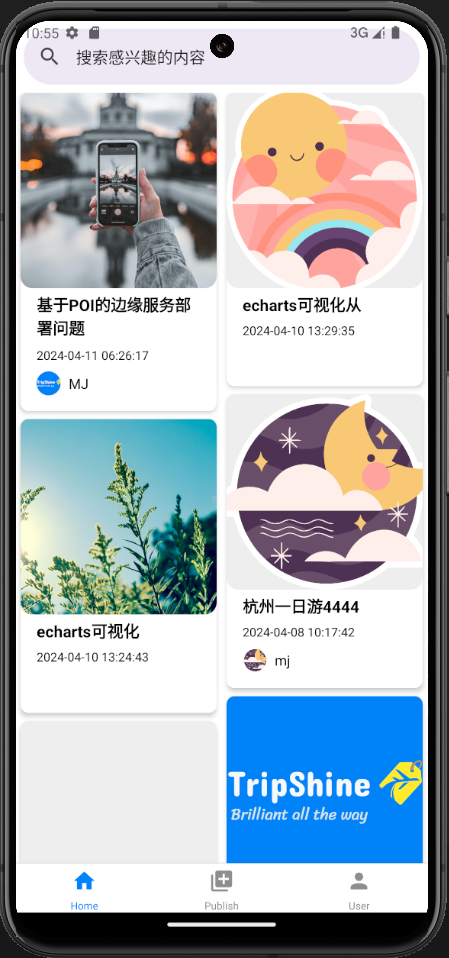 10:55
3G
搜索感兴趣的内容
基于POI的边缘服务部
署问题
2024-04-11 06:26:17
TripShine
MJ
echarts可视化从
2024-04-10 13:29:35
echarts可视化
2024-04-10 13:24:43
杭州一日游4444
2024-04-08 10:17:42
mj
TripShine
Brilliant all the way
Home
Publish
User